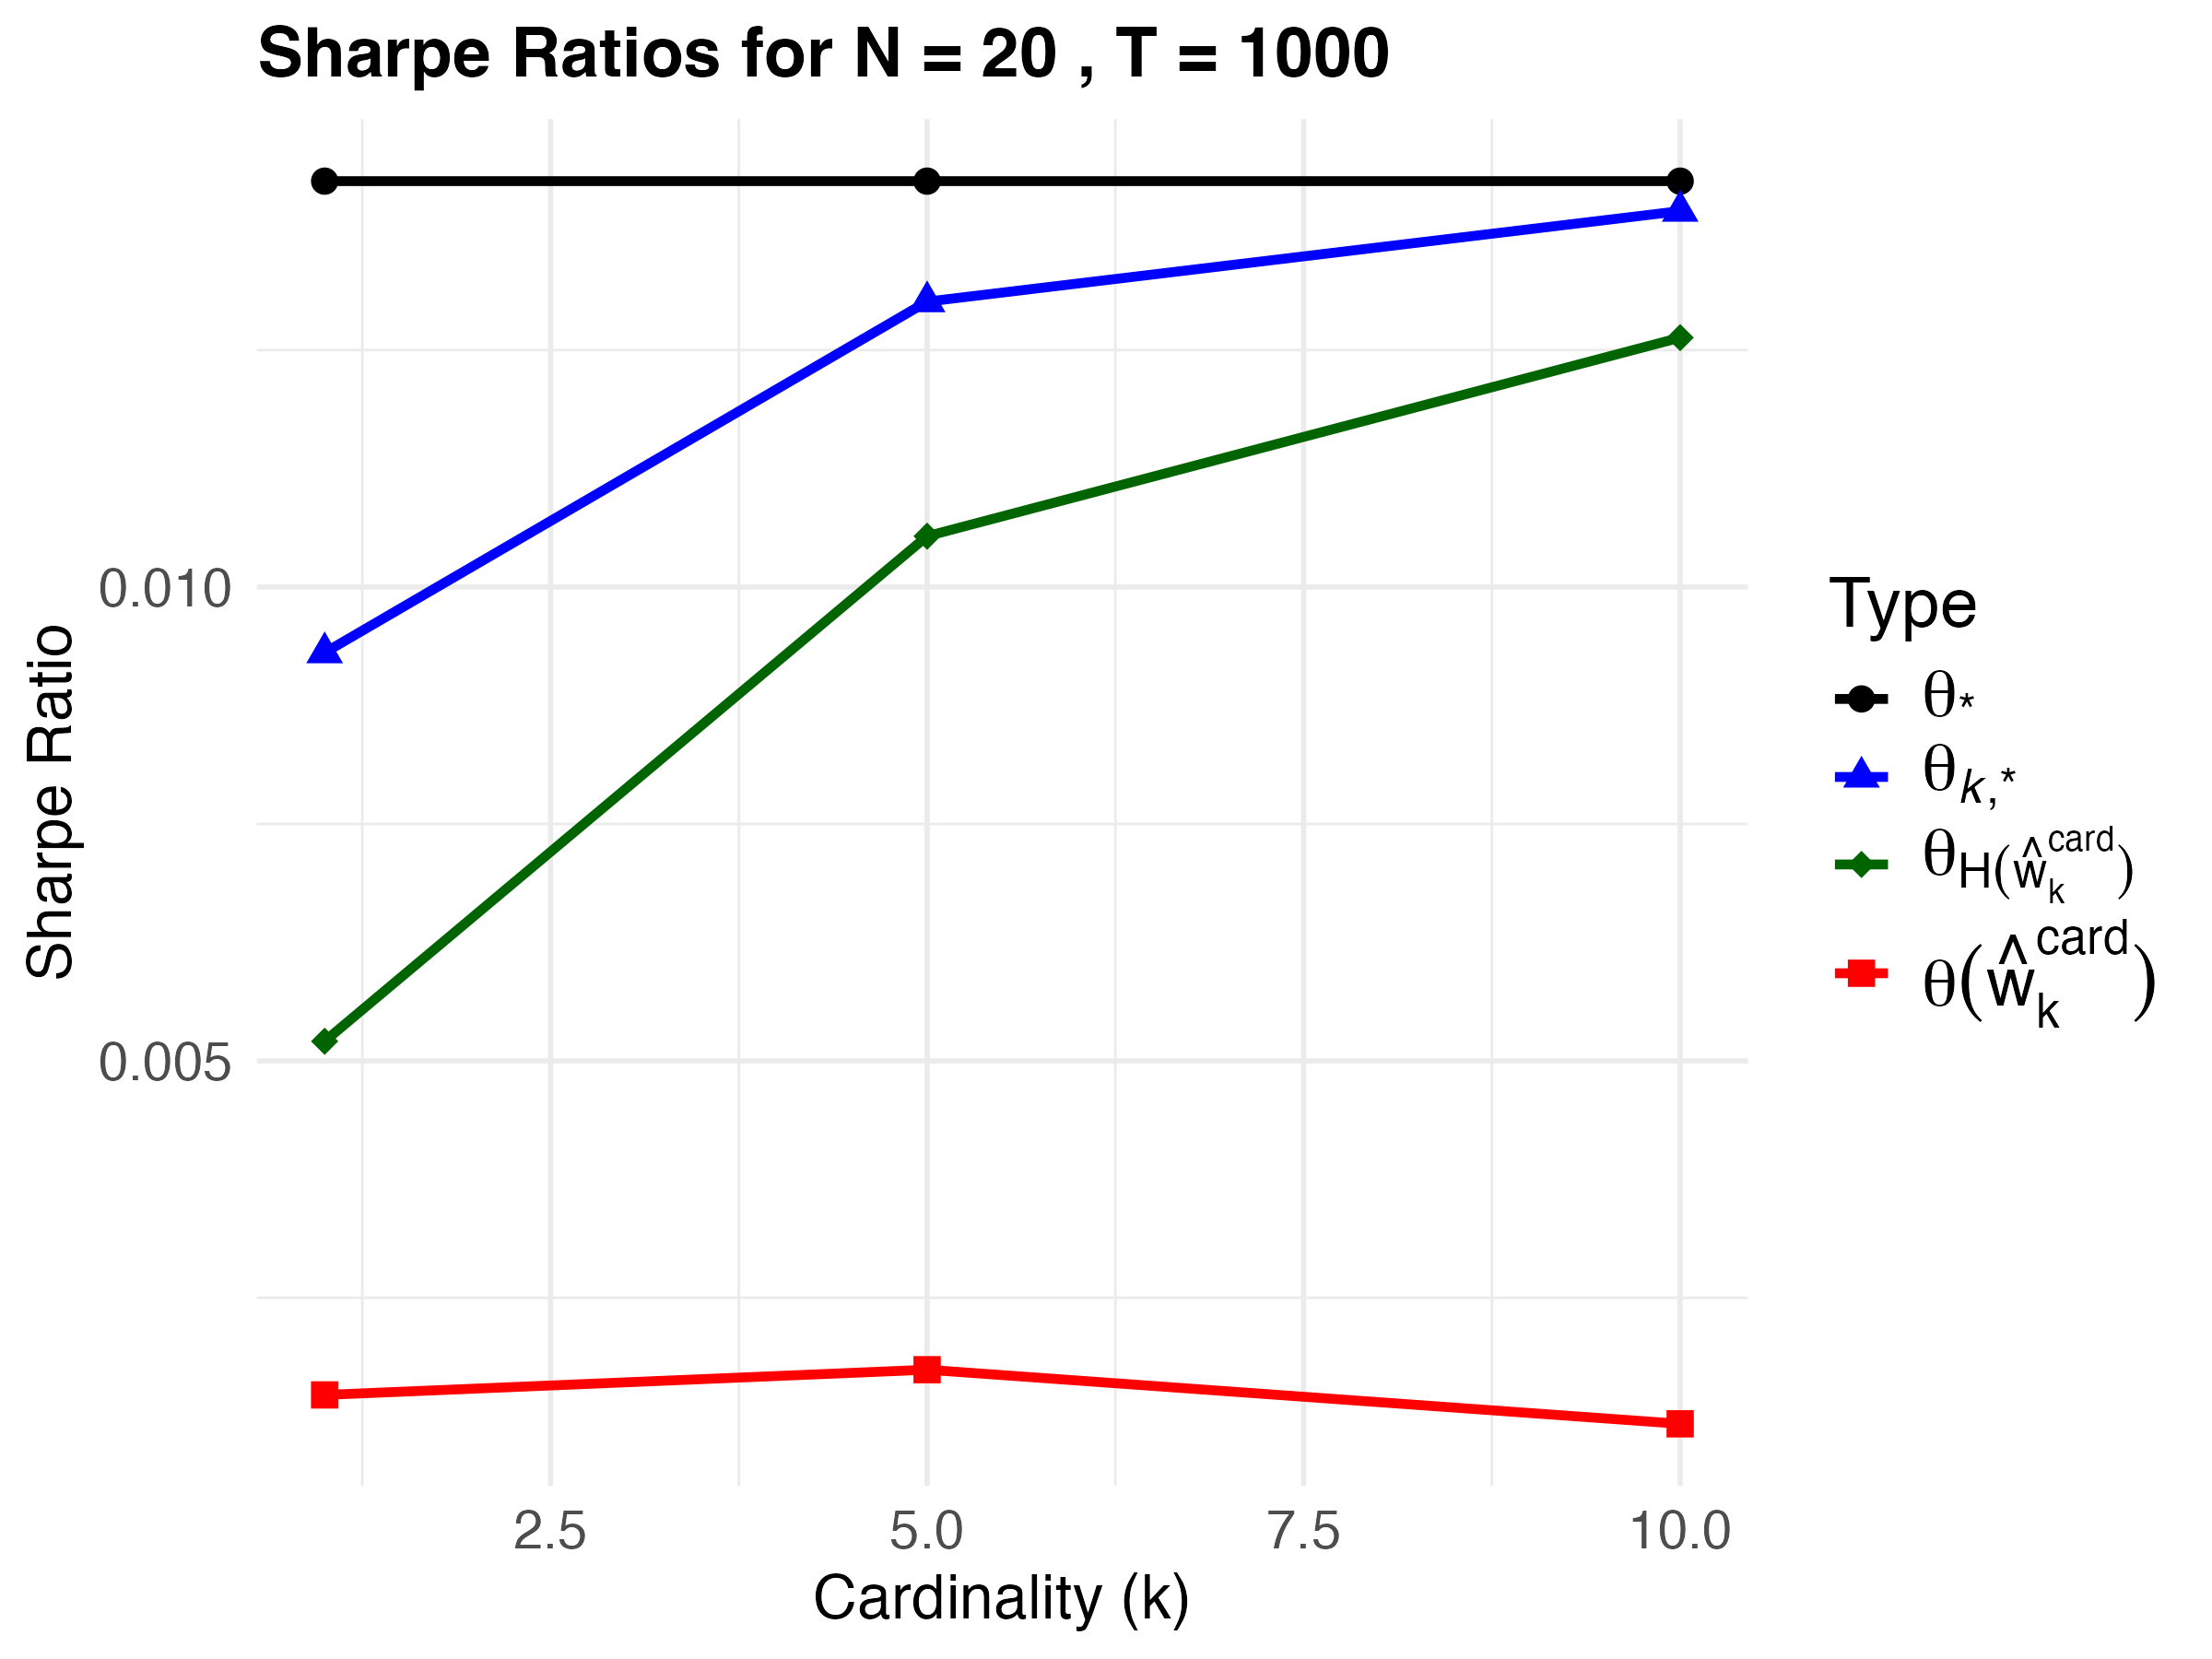 Sharpe Ratios for N = 20 , T = 1000
Sharpe Ratio
0.010
0.005
2.5 5.0 7.5 10.0
Cardinality (k)
Type
θ*
θk,*
θH(ŵk^card)
θ(ŵk^card)